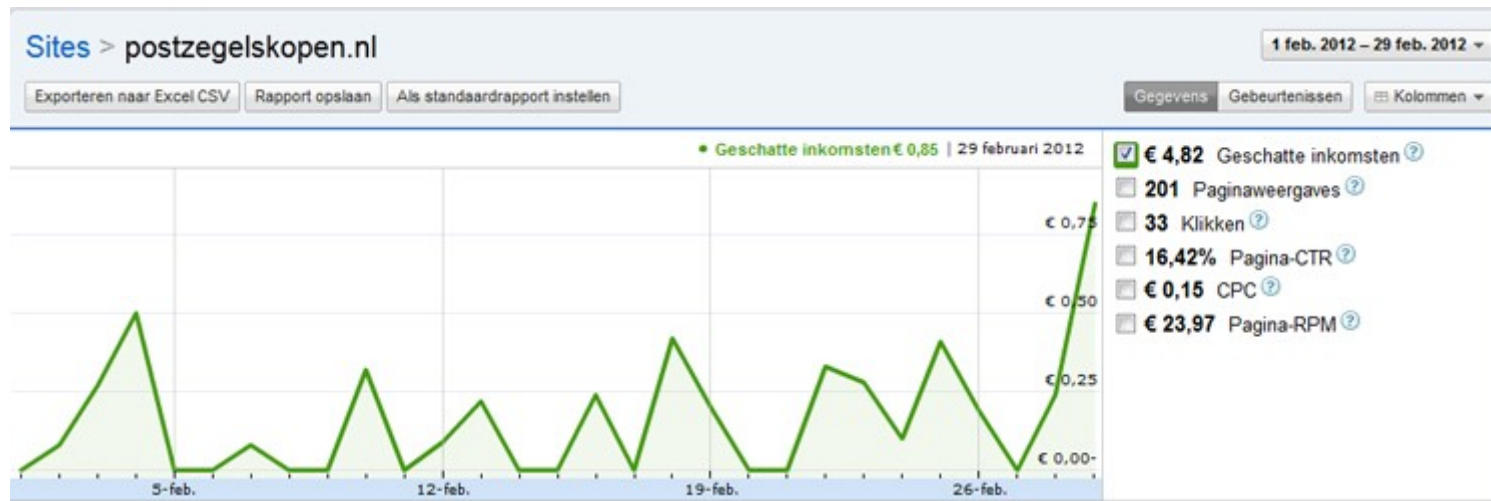 Sites > postzegelskopen.nl
1 feb. 2012 – 29 feb. 2012
Exporteren naar Excel CSV Rapport opslaan Als standaardrapport instellen
Gegevens Gebeurtenissen Kolommen
Geschatte inkomsten € 0,85 | 29 februari 2012
€ 4,82 Geschatte inkomsten ?
201 Paginaweergaves ?
33 Klikken ?
16,42% Pagina-CTR ?
€ 0,15 CPC ?
€ 23,97 Pagina-RPM ?
€ 0,75
€ 0,50
€ 0,25
€ 0,00-
5-feb. 12-feb. 19-feb. 26-feb.